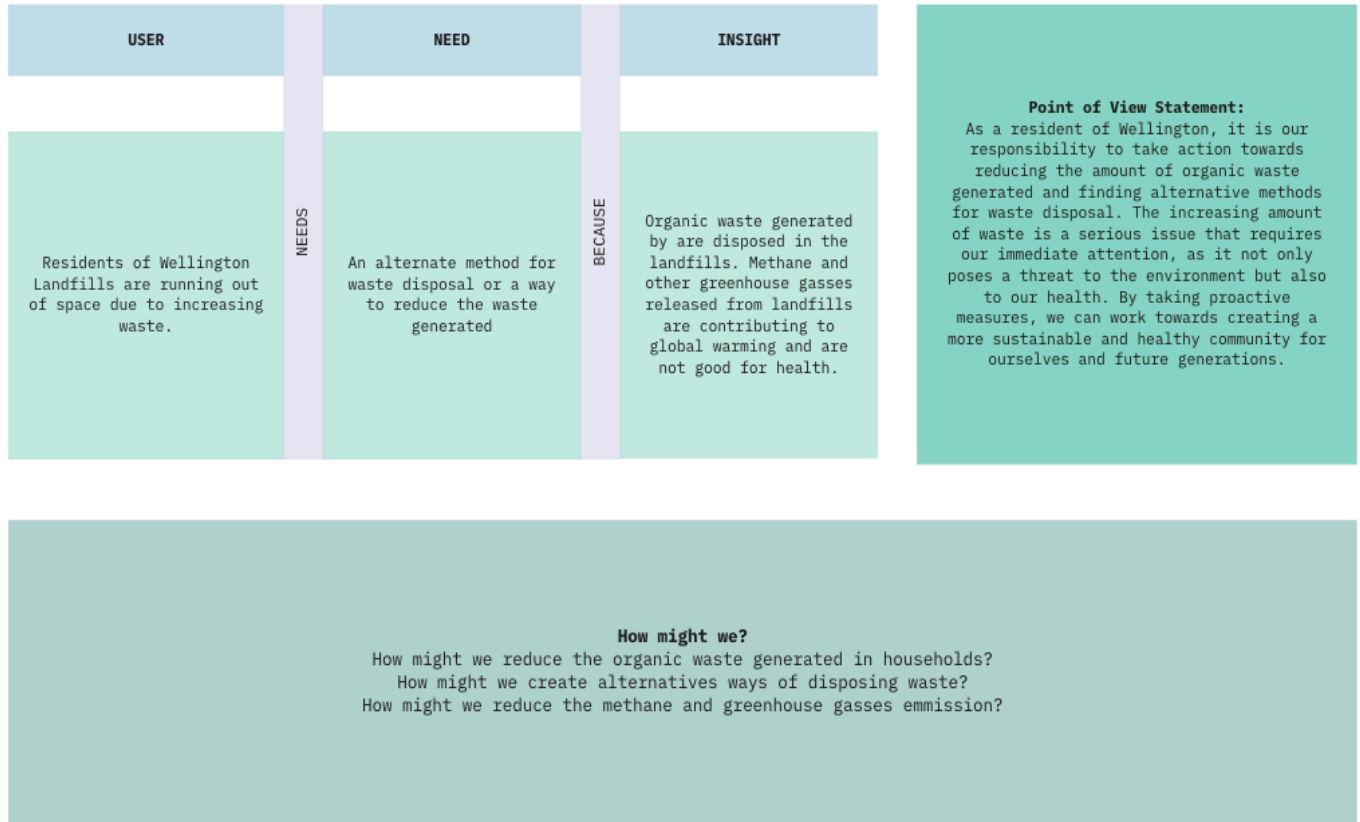 USER
NEEDS
NEED
BECAUSE
INSIGHT
Residents of Wellington
Landfills are running out
of space due to increasing
waste.
An alternate method for
waste disposal or a way
to reduce the waste
generated
Organic waste generated
by are disposed in the
landfills. Methane and
other greenhouse gasses
released from landfills
are contributing to
global warming and are
not good for health.
Point of View Statement:
As a resident of Wellington, it is our
responsibility to take action towards
reducing the amount of organic waste
generated and finding alternative methods
for waste disposal. The increasing amount
of waste is a serious issue that requires
our immediate attention, as it not only
poses a threat to the environment but also
to our health. By taking proactive
measures, we can work towards creating a
more sustainable and healthy community for
ourselves and future generations.
How might we?
How might we reduce the organic waste generated in households?
How might we create alternatives ways of disposing waste?
How might we reduce the methane and greenhouse gasses emmission?